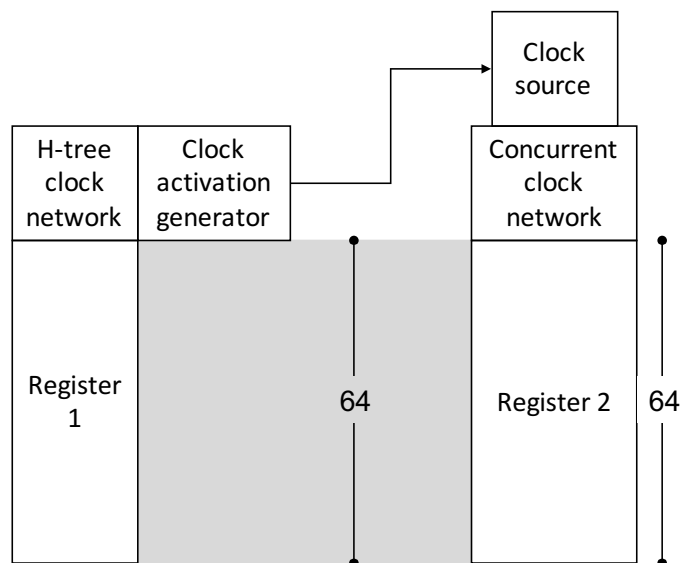 Clock
source
H-tree
clock
network
Clock
activation
generator
Concurrent
clock
network
Register
1
64
Register 2
64